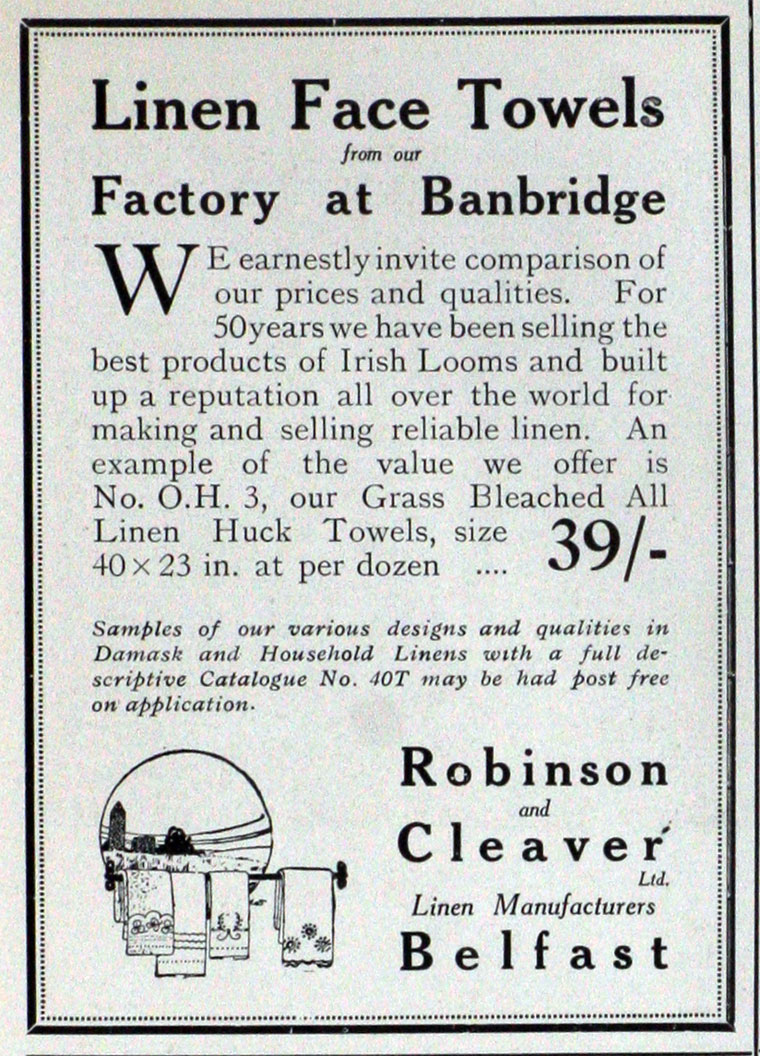 Linen Face Towels
from our
Factory at Banbridge
WE earnestly invite comparison of
our prices and qualities. For
50 years we have been selling the
best products of Irish Looms and built
up a reputation all over the world for
making and selling reliable linen. An
example of the value we offer is
No. O.H. 3, our Grass Bleached All
Linen Huck Towels, size
40 × 23 in. at per dozen .... 39/-
Samples of our various designs and qualities in
Damask and Household Linens with a full de-
scriptive Catalogue No. 40T may be had post free
on application.
Robinson
and
Cleaver
Ltd.
Linen Manufacturers
Belfast